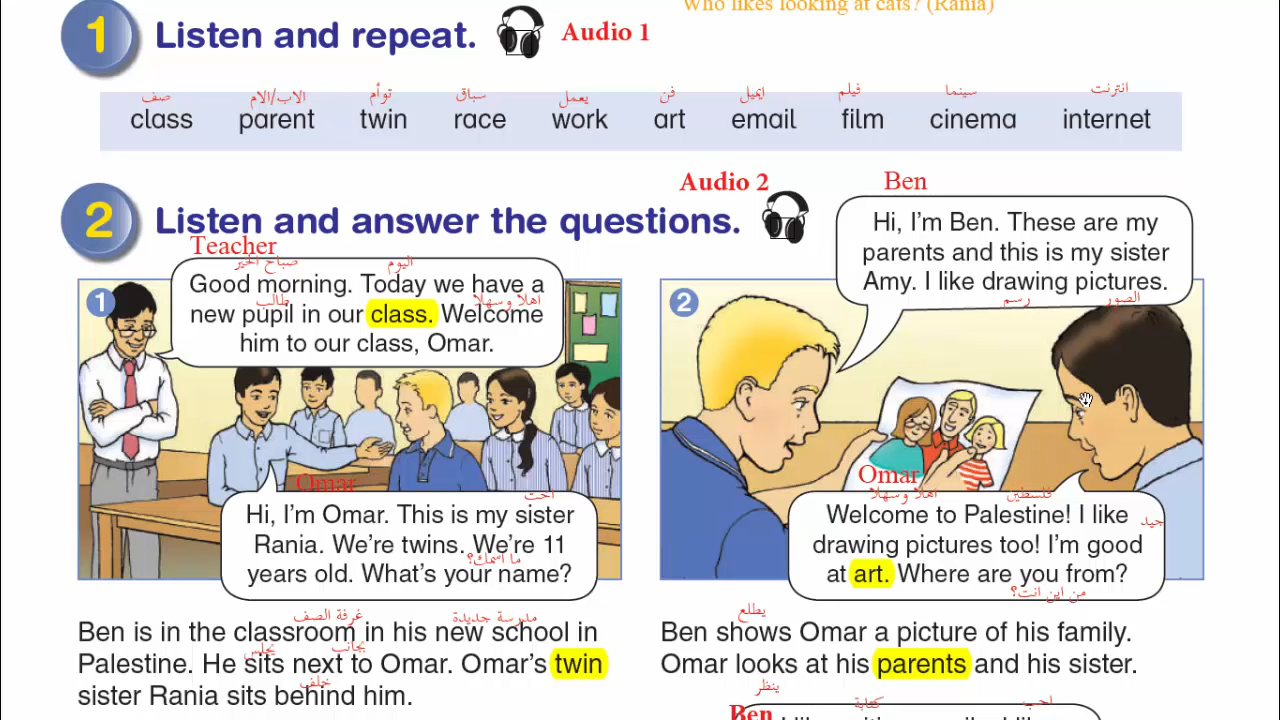 Who likes looking at cats? (Rania)
1 Listen and repeat. Audio 1
صف الاب/الام توأم سباق يعمل فن ايميل فيلم سينما انترنت
class parent twin race work art email film cinema internet
2 Listen and answer the questions. Audio 2
Teacher
صباح الخير اليوم
Good morning. Today we have a
طالب اهلا وسهلا
new pupil in our class. Welcome
him to our class, Omar.
1
Omar
اخت
Hi, I'm Omar. This is my sister
Rania. We're twins. We're 11
ما اسمك؟
years old. What's your name?
غرفة الصف مدرسة جديدة
Ben is in the classroom in his new school in
يجلس بجانب
Palestine. He sits next to Omar. Omar's twin
خلف
sister Rania sits behind him.
Ben
Hi, I'm Ben. These are my
parents and this is my sister
Amy. I like drawing pictures.
رسم الصور
2
Omar
اهلا وسهلا فلسطين
Welcome to Palestine! I like
جيد
drawing pictures too! I'm good
at art. Where are you from?
من اين انت؟
يطلع
Ben shows Omar a picture of his family.
Omar looks at his parents and his sister.
ينظر
كتابة احب
Ben